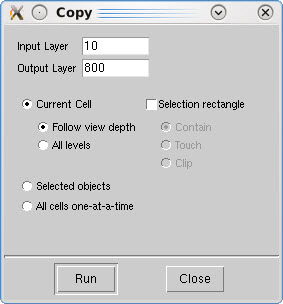 Copy
Input Layer 10
Output Layer 800
Current Cell Selection rectangle
Follow view depth Contain
All levels Touch
Clip
Selected objects
All cells one-at-a-time
Run Close